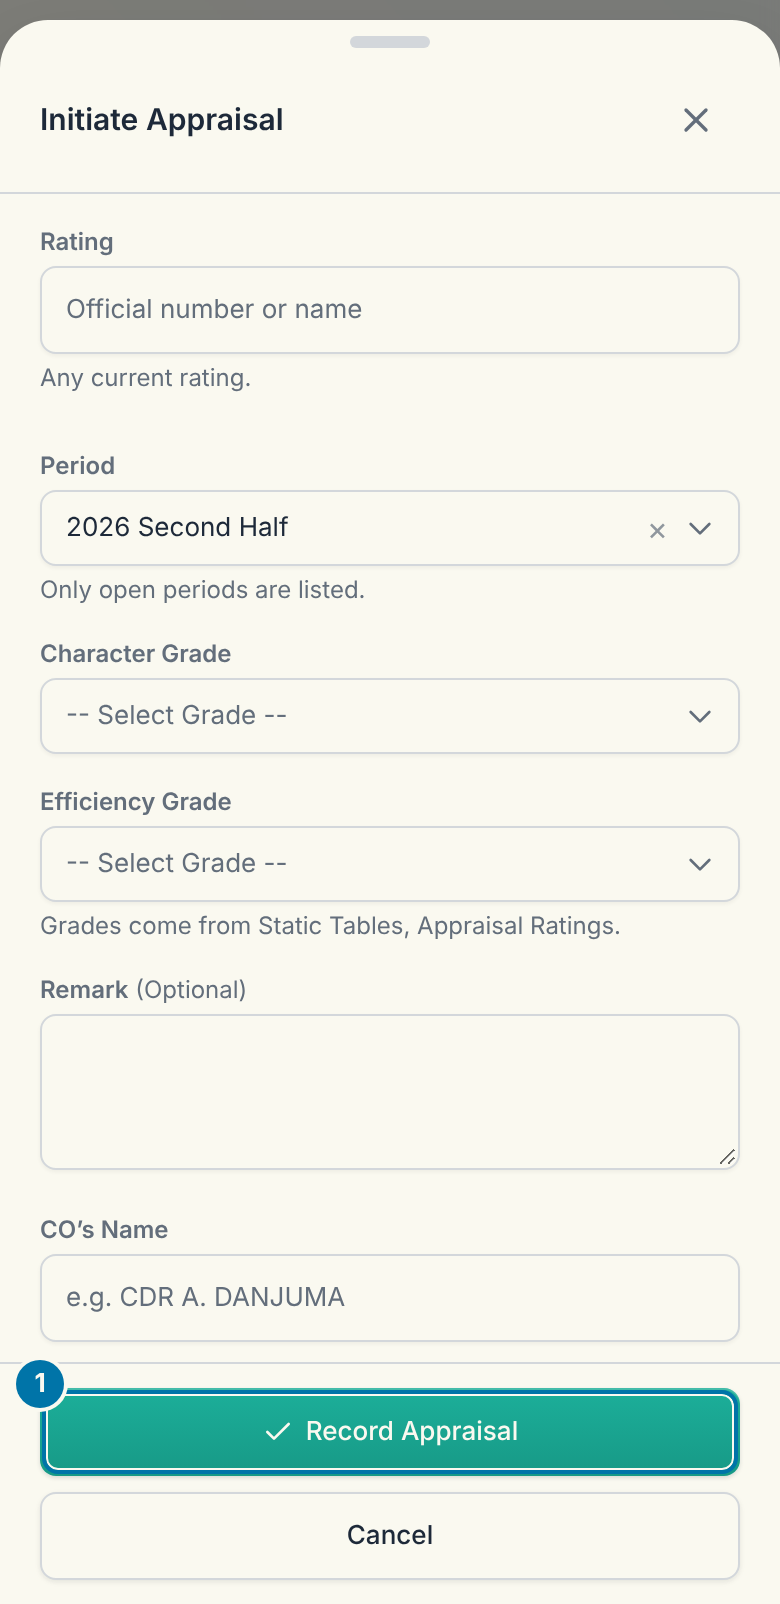 Initiate Appraisal
Rating
Official number or name
Any current rating.
Period
2026 Second Half
Only open periods are listed.
Character Grade
-- Select Grade --
Efficiency Grade
-- Select Grade --
Grades come from Static Tables, Appraisal Ratings.
Remark (Optional)
CO’s Name
e.g. CDR A. DANJUMA
1
Record Appraisal
Cancel